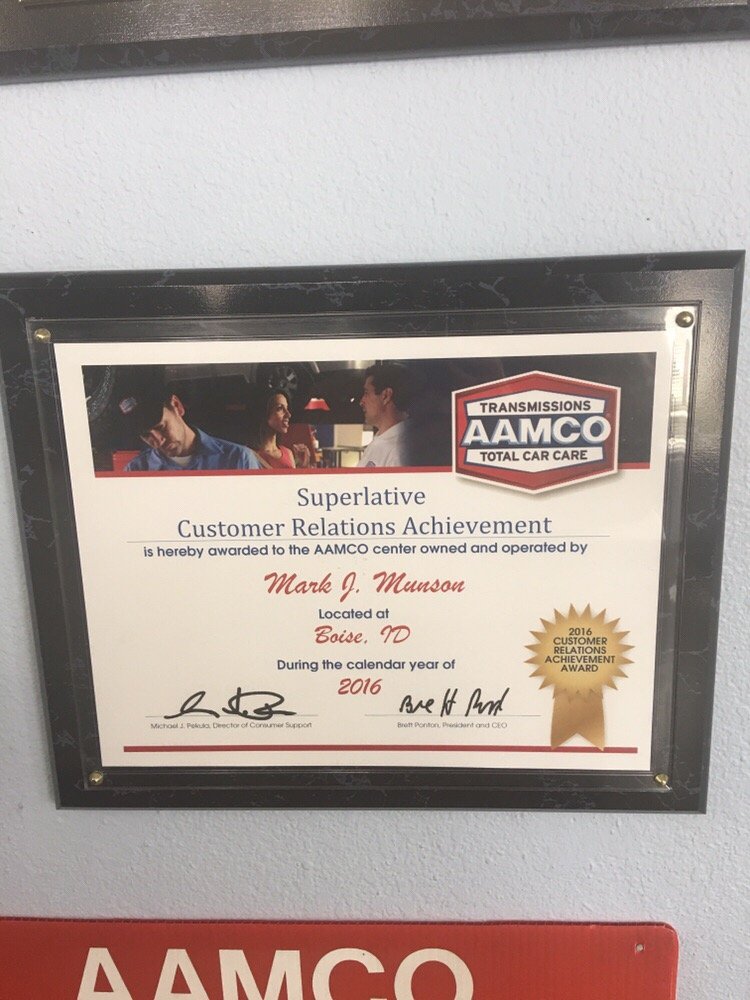 TRANSMISSIONS
AAMCO
TOTAL CAR CARE
Superlative
Customer Relations Achievement
is hereby awarded to the AAMCO center owned and operated by
Mark J. Munson
Located at
Boise, ID
During the calendar year of
2016
2016
CUSTOMER
RELATIONS
ACHIEVEMENT
AWARD
Michael J. Pekula, Director of Consumer Support
Brett Ponton, President and CEO
AAMCO